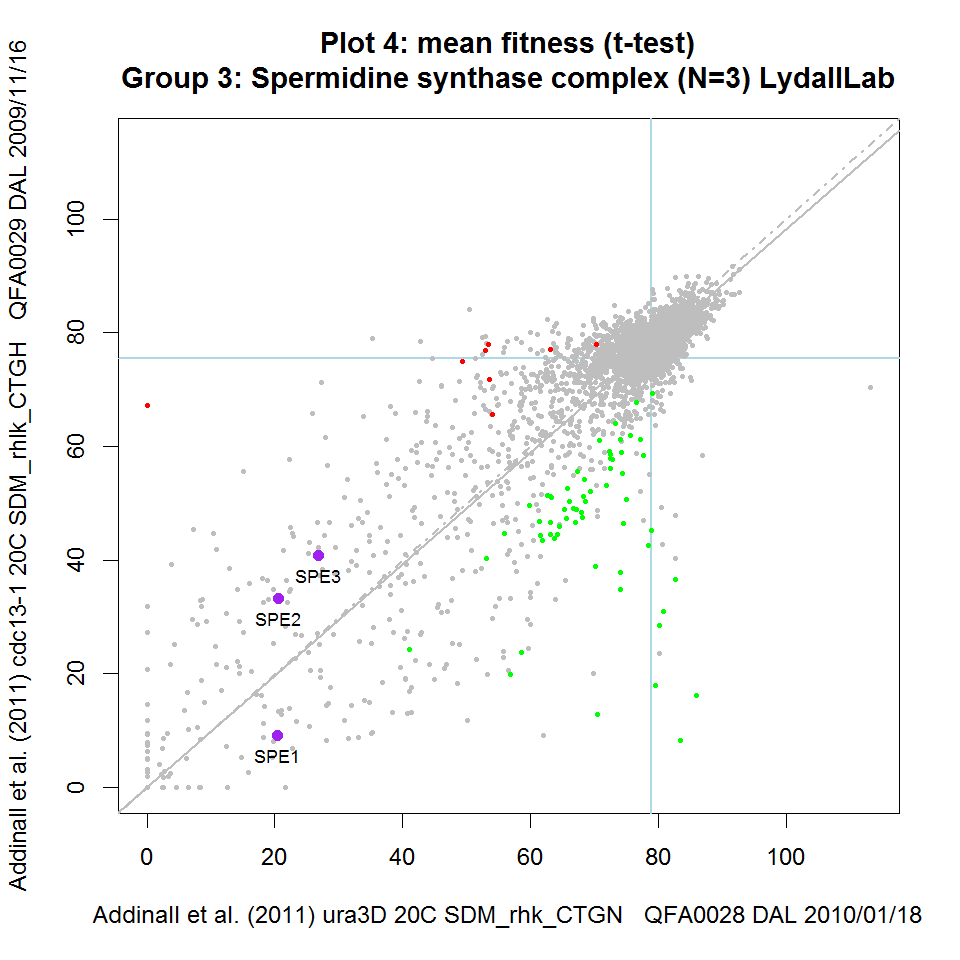 Plot 4: mean fitness (t-test)
Group 3: Spermidine synthase complex (N=3) LydallLab
Addinall et al. (2011) cdc13-1 20C SDM_rhk_CTGH   QFA0029 DAL 2009/11/16
100
80
60
40
20
0
SPE3
SPE2
SPE1
0 20 40 60 80 100
Addinall et al. (2011) ura3D 20C SDM_rhk_CTGN   QFA0028 DAL 2010/01/18